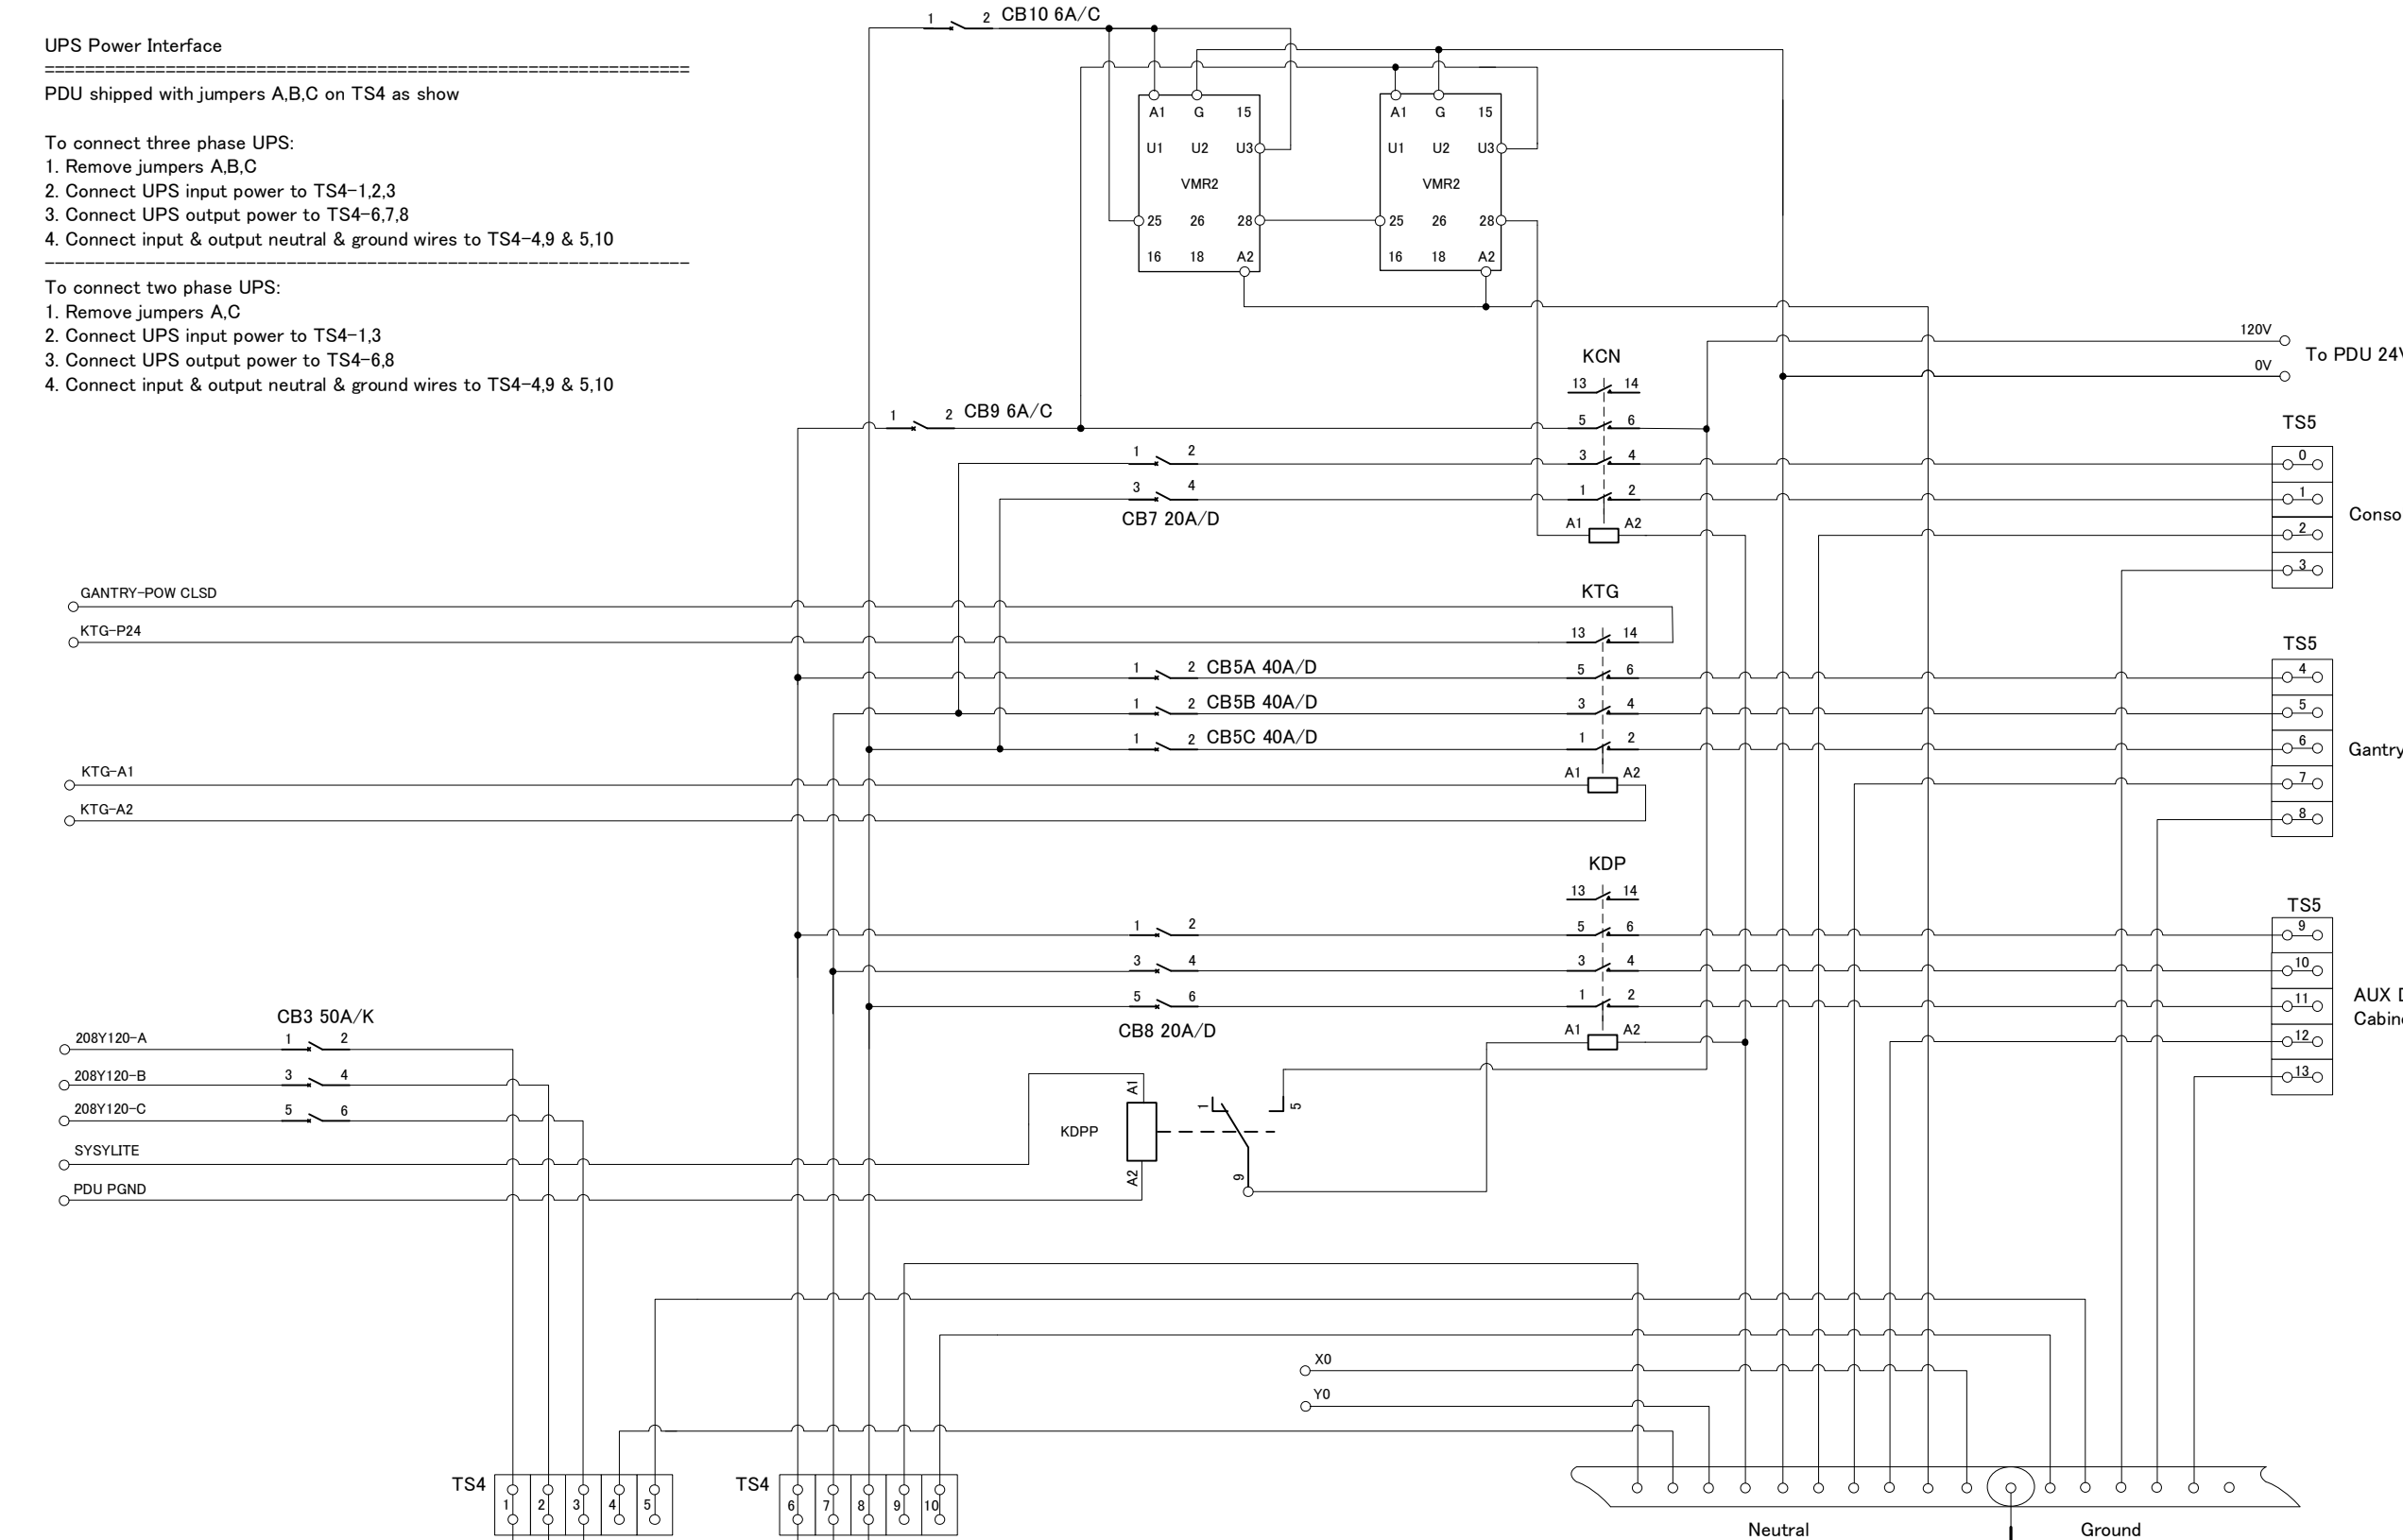 UPS Power Interface
================================================================
PDU shipped with jumpers A,B,C on TS4 as show
To connect three phase UPS:
1. Remove jumpers A,B,C
2. Connect UPS input power to TS4-1,2,3
3. Connect UPS output power to TS4-6,7,8
4. Connect input & output neutral & ground wires to TS4-4,9 & 5,10
----------------------------------------------------------------
To connect two phase UPS:
1. Remove jumpers A,C
2. Connect UPS input power to TS4-1,3
3. Connect UPS output power to TS4-6,8
4. Connect input & output neutral & ground wires to TS4-4,9 & 5,10
1 2 CB10 6A/C
A1 G 15
U1 U2 U3
VMR2
25 26 28
16 18 A2
A1 G 15
U1 U2 U3
VMR2
25 26 28
16 18 A2
120V
To PDU 24V
0V
KCN
13 14
1 2 CB9 6A/C
5 6
1 2
3 4
3 4
1 2
CB7 20A/D
A1 A2
TS5
0
1
Conso
2
3
GANTRY-POW CLSD
KTG
KTG-P24
13 14
1 2 CB5A 40A/D
5 6
1 2 CB5B 40A/D
3 4
1 2 CB5C 40A/D
1 2
KTG-A1
A1 A2
KTG-A2
TS5
4
5
6
Gantry
7
8
KDP
13 14
1 2
5 6
3 4
3 4
5 6
1 2
CB8 20A/D
A1 A2
TS5
9
10
11
AUX D
Cabine
12
13
CB3 50A/K
208Y120-A
1 2
208Y120-B
3 4
208Y120-C
5 6
SYSYLITE
PDU PGND
A1
KDPP
A2
1
5
9
X0
Y0
TS4
1 2 3 4 5
TS4
6 7 8 9 10
Neutral
Ground